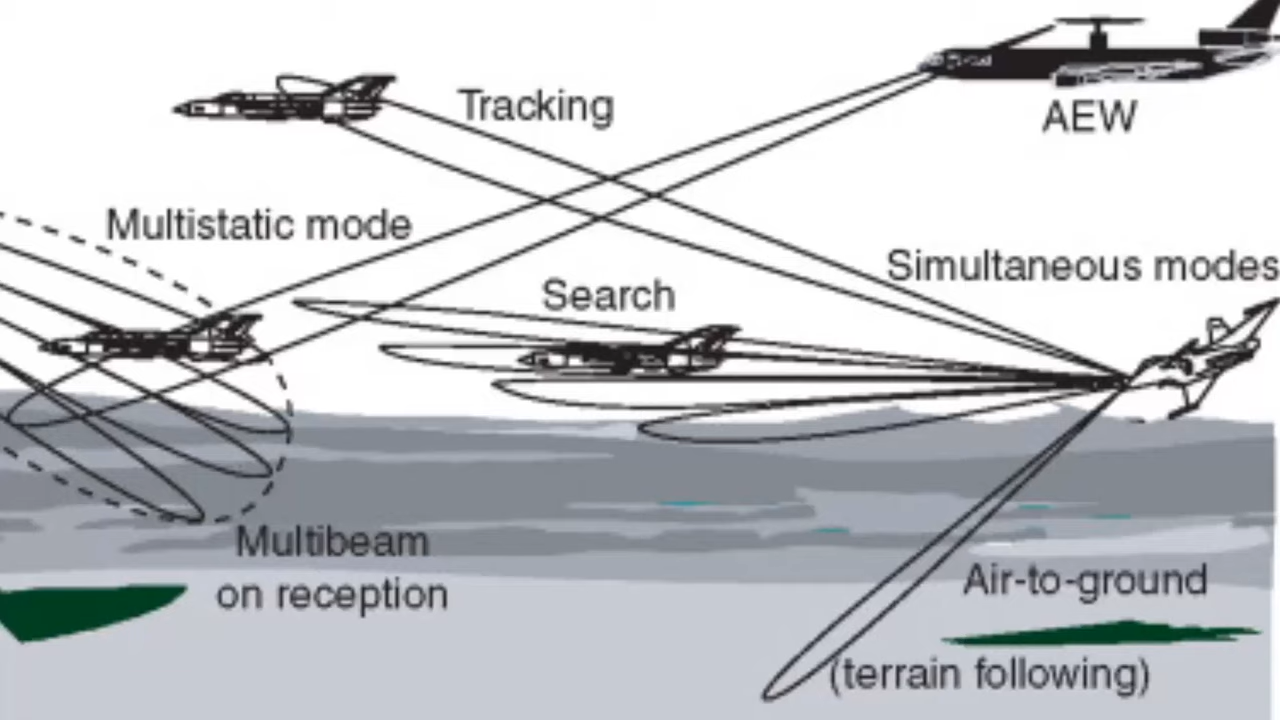 Tracking
AEW
Multistatic mode
Simultaneous modes
Search
Multibeam
on reception
Air-to-ground
(terrain following)